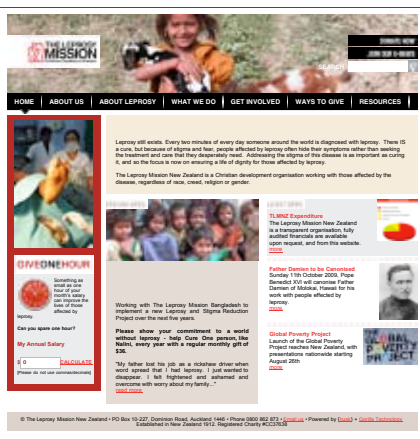 THE LEPROSY
MISSION
DONATE NOW
JOIN OUR E-NEWS
SEARCH
HOME
ABOUT US
ABOUT LEPROSY
WHAT WE DO
GET INVOLVED
WAYS TO GIVE
RESOURCES
Leprosy still exists. Every two minutes of every day someone around the world is diagnosed with leprosy. There IS
a cure, but because of stigma and fear, people affected by leprosy often hide their symptoms rather than seeking
the treatment and care that they desperately need. Addressing the stigma of this disease is as important as curing
it, and so the focus is now on ensuring a life of dignity for those affected by leprosy.
The Leprosy Mission New Zealand is a Christian development organisation working with those affected by the
disease, regardless of race, creed, religion or gender.
GIVEONEHOUR
Something as
small as one
hour of your
month's salary
can improve the
lives of those
affected by
leprosy.
Can you spare one hour?
My Annual Salary
$ 0 CALCULATE
[Please do not use commas/decimals]
Working with The Leprosy Mission Bangladesh to
implement a new Leprosy and Stigma Reduction
Project over the next five years.
Please show your commitment to a world
without leprosy - help Cure One person, like
Nalini, every year with a regular monthly gift of
$36.
"My father lost his job as a rickshaw driver when
word spread that I had leprosy. I just wanted to
disappear. I felt frightened and ashamed and
overcome with worry about my family..."
read more
TLMNZ Expenditure
The Leprosy Mission New Zealand
is a transparent organisation, fully
audited financials are available
upon request, and from this website.
more
Father Damien to be Canonised
Sunday 11th October 2009, Pope
Benedict XVI will canonise Father
Damien of Molokai, Hawaii for his
work with people affected by
leprosy.
more
Global Poverty Project
Launch of the Global Poverty
Project reaches New Zealand, with
presentations nationwide starting
August 26th
more
© The Leprosy Mission New Zealand • PO Box 10-227, Dominion Road, Auckland 1446 • Phone 0800 862 873 • Email us • Powered by
Established in New Zealand 1912. Registered Charity #CC37638